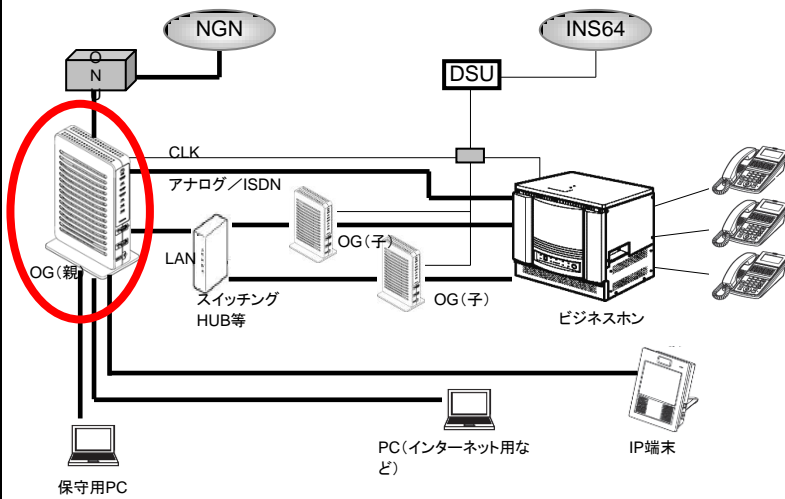 NGN
INS64
O
N
U
DSU
CLK
アナログ／ISDN
OG（子）
LAN
OG（親）
スイッチング
HUB等
OG（子）
ビジネスホン
PC（インターネット用な
ど）
IP端末
保守用PC